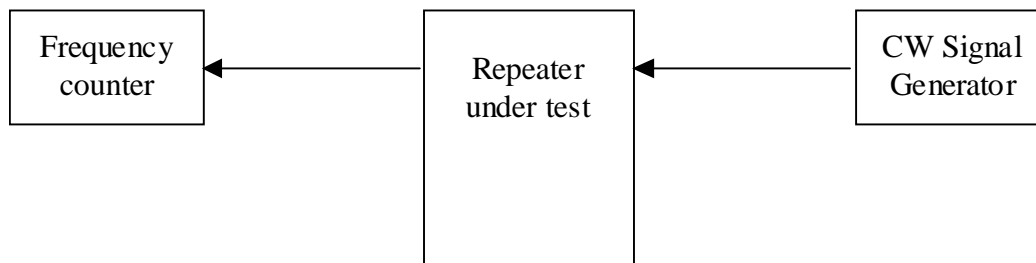 Frequency
counter
Repeater
under test
CW Signal
Generator